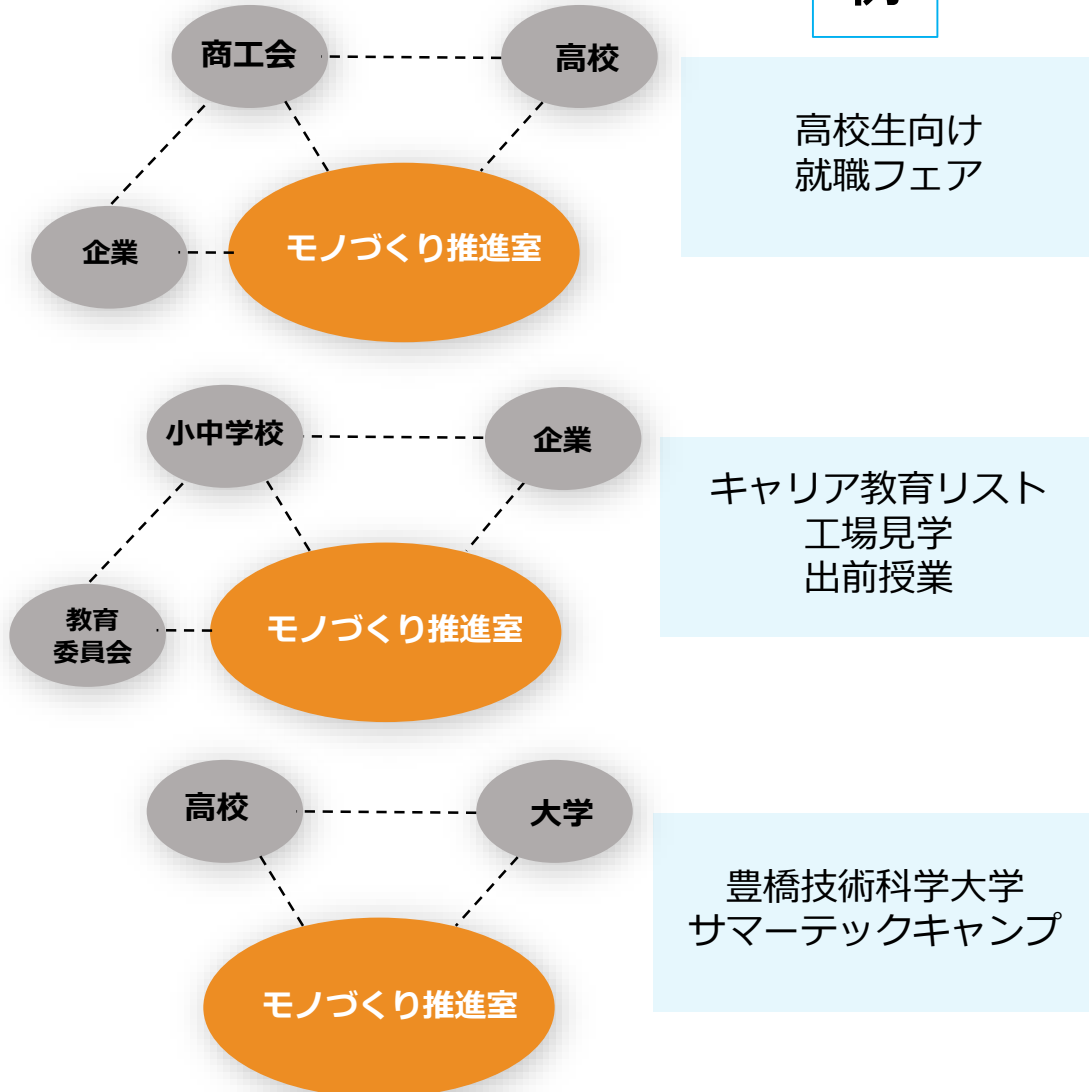 例
商工会
高校
高校生向け
就職フェア
企業
モノづくり推進室
小中学校
企業
キャリア教育リスト
工場見学
出前授業
教育
委員会
モノづくり推進室
高校
大学
豊橋技術科学大学
サマーテックキャンプ
モノづくり推進室